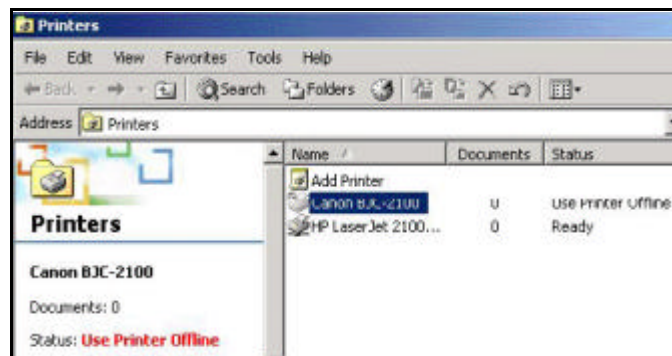 Printers
File Edit View Favorites Tools Help
Back Search Folders
Address Printers
Name Documents Status
Add Printer
Canon BJC-2100 0 Use Printer Offline
HP LaserJet 2100... 0 Ready
Printers
Canon BJC-2100
Documents: 0
Status: Use Printer Offline